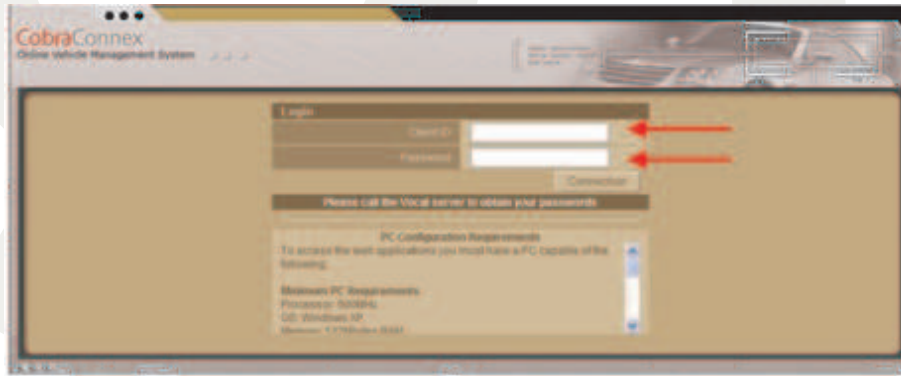 CobraConnex
Online Vehicle Management System
Login
Client ID
Password
Connection
Please call the Vocal server to obtain your passwords
PC Configuration Requirements
To access the web applications you must have a PC capable of the
following:
Minimum PC Requirements:
Processor: 500MHz
OS: Windows XP